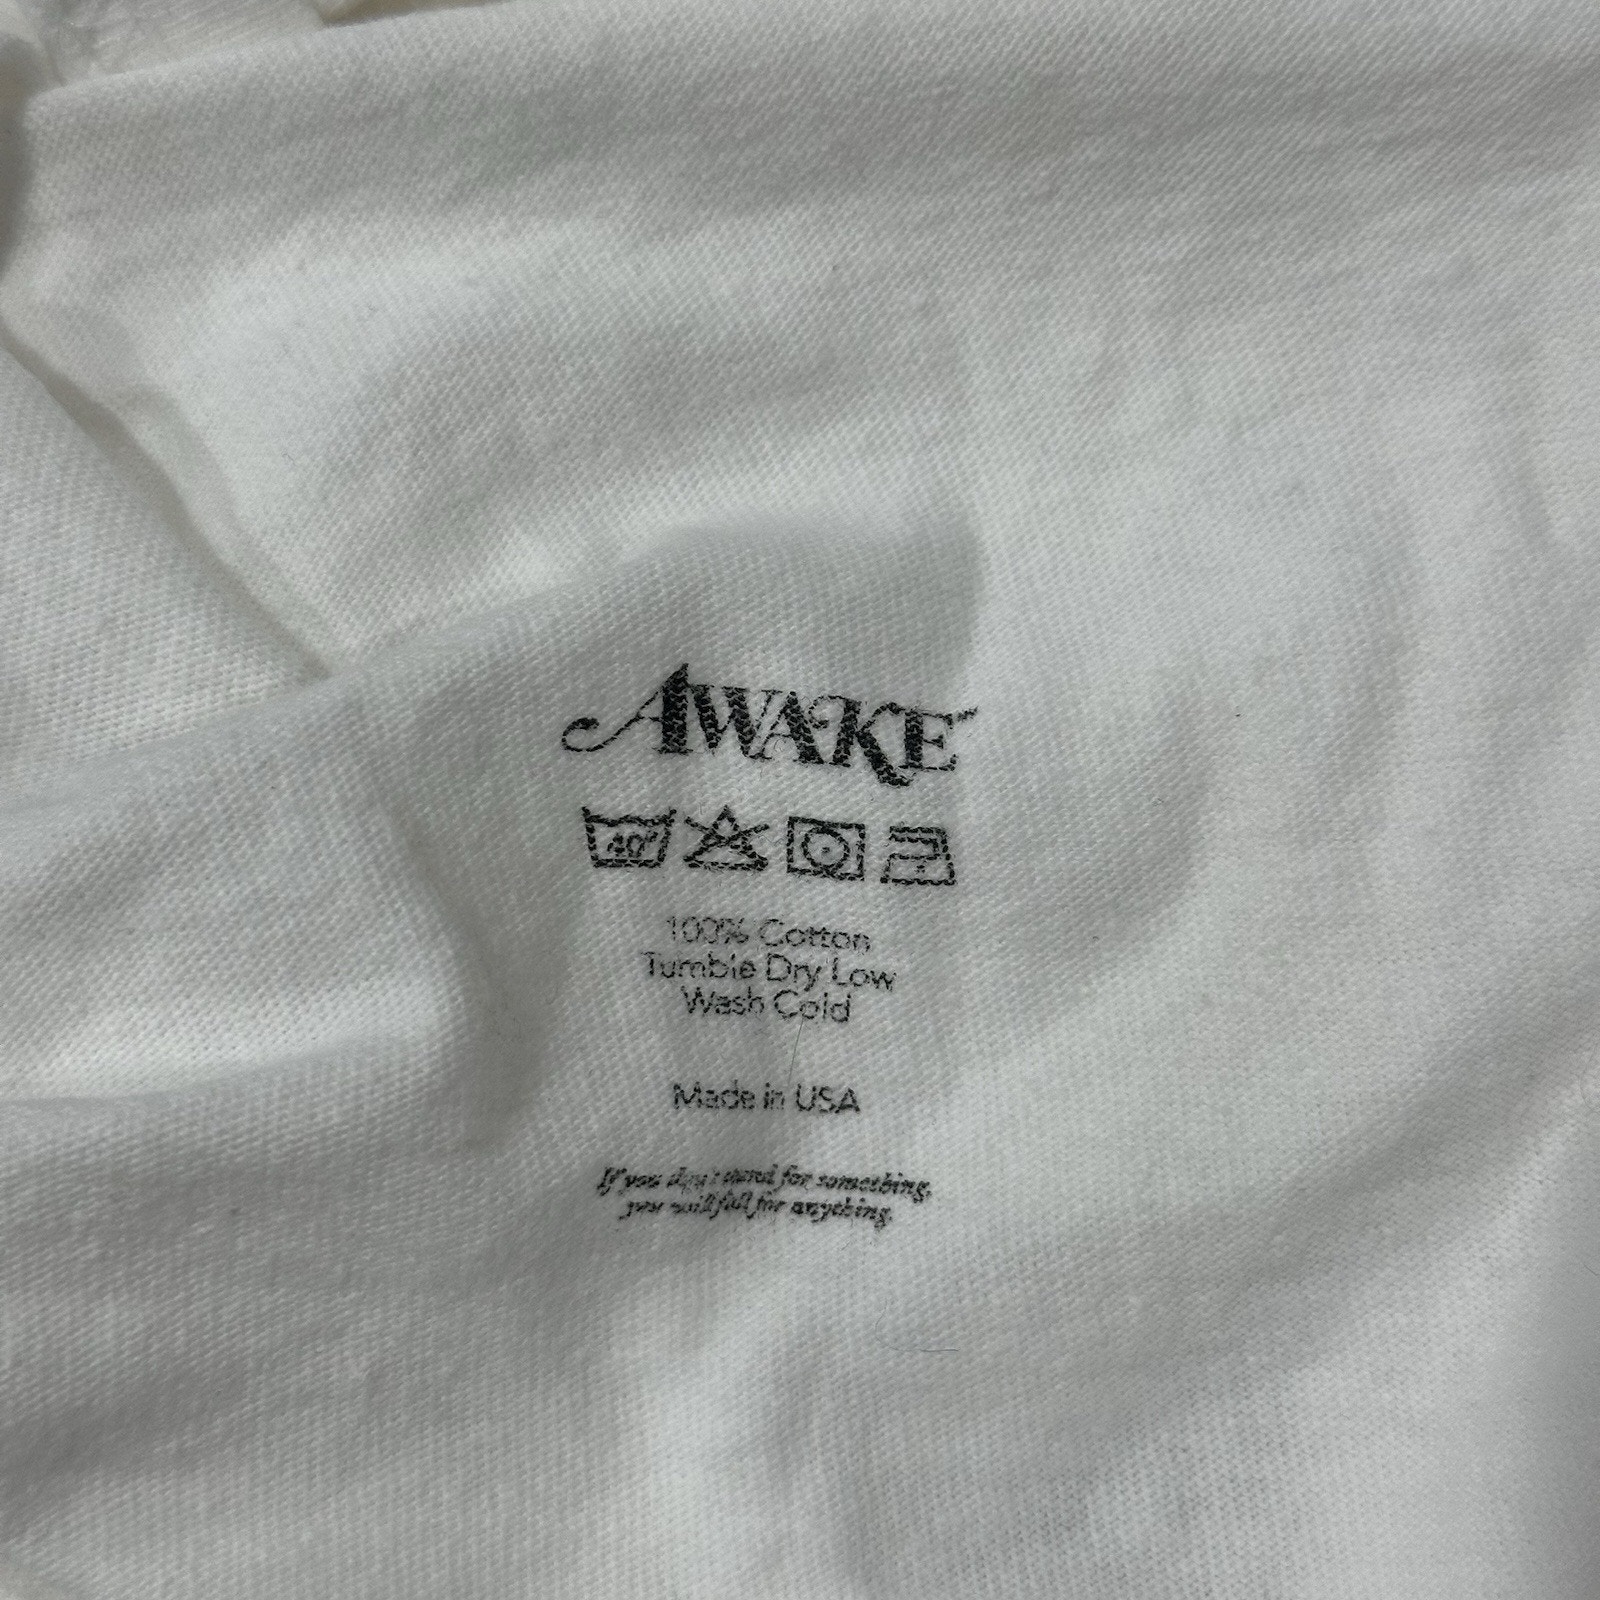 AWAKE
40°
100% Cotton
Tumble Dry Low
Wash Cold
Made in USA
If you don't stand for something,
you will fall for anything.